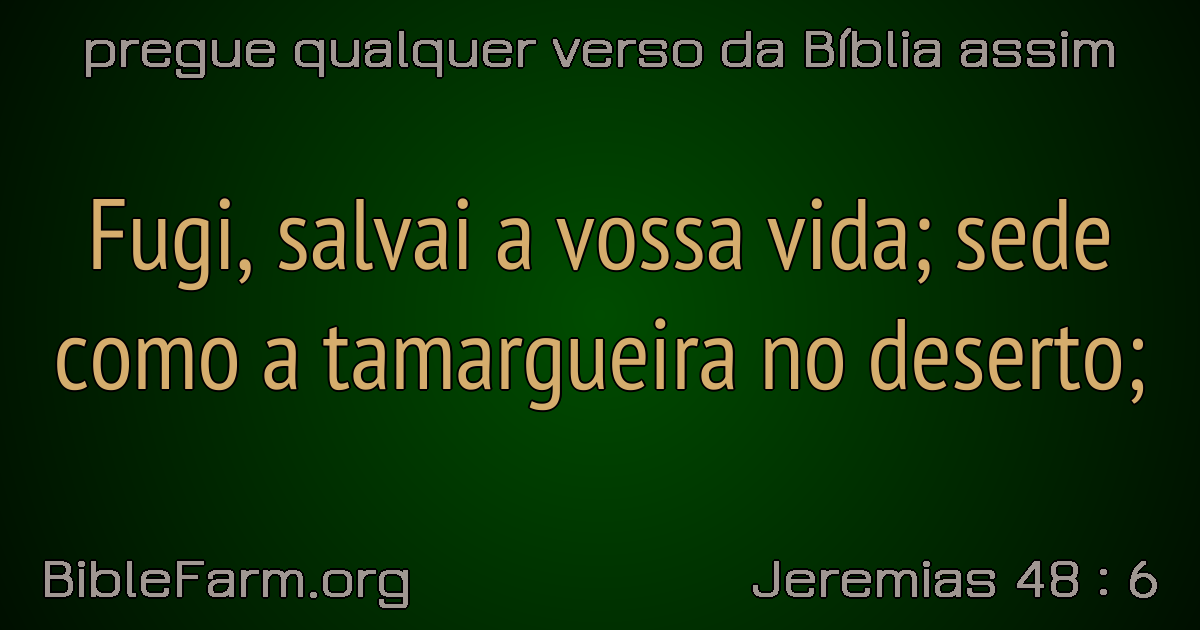 pregue qualquer verso da Bíblia assim
Fugi, salvai a vossa vida; sede
como a tamargueira no deserto;
BibleFarm.org
Jeremias 48 : 6